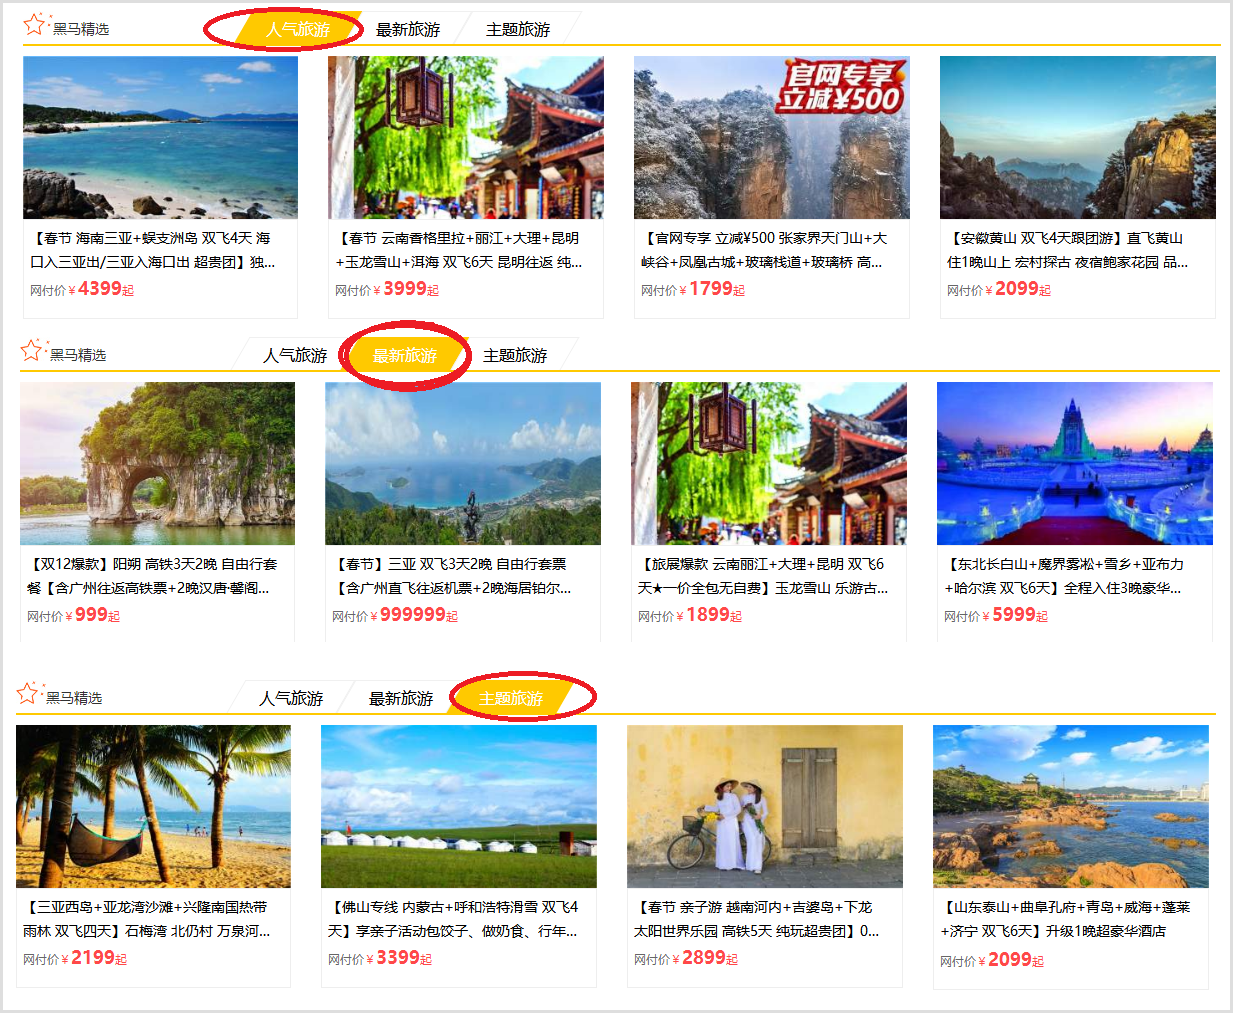 黑马精选
人气旅游
最新旅游
主题旅游
官网专享
立减¥500
【春节 海南三亚+蜈支洲岛 双飞4天 海
口入三亚出/三亚入海口出 超贵团】独...
网付价￥4399起
【春节 云南香格里拉+丽江+大理+昆明
+玉龙雪山+洱海 双飞6天 昆明往返 纯...
网付价￥3999起
【官网专享 立减¥500 张家界天门山+大
峡谷+凤凰古城+玻璃栈道+玻璃桥 高...
网付价￥1799起
【安徽黄山 双飞4天跟团游】直飞黄山
住1晚山上 宏村探古 夜宿鲍家花园 品...
网付价￥2099起
黑马精选
人气旅游
最新旅游
主题旅游
【双12爆款】阳朔 高铁3天2晚 自由行套
餐【含广州往返高铁票+2晚汉唐·馨阁...
网付价￥999起
【春节】三亚 双飞3天2晚 自由行套票
【含广州直飞往返机票+2晚海居铂尔...
网付价￥999999起
【旅展爆款 云南丽江+大理+昆明 双飞6
天★一价全包无自费】玉龙雪山 乐游古...
网付价￥1899起
【东北长白山+魔界雾凇+雪乡+亚布力
+哈尔滨 双飞6天】全程入住3晚豪华...
网付价￥5999起
黑马精选
人气旅游
最新旅游
主题旅游
【三亚西岛+亚龙湾沙滩+兴隆南国热带
雨林 双飞四天】石梅湾 北仍村 万泉河...
网付价￥2199起
【佛山专线 内蒙古+呼和浩特滑雪 双飞4
天】享亲子活动包饺子、做奶食、行年...
网付价￥3399起
【春节 亲子游 越南河内+吉婆岛+下龙
太阳世界乐园 高铁5天 纯玩超贵团】0...
网付价￥2899起
【山东泰山+曲阜孔府+青岛+威海+蓬莱
+济宁 双飞6天】升级1晚超豪华酒店
网付价￥2099起